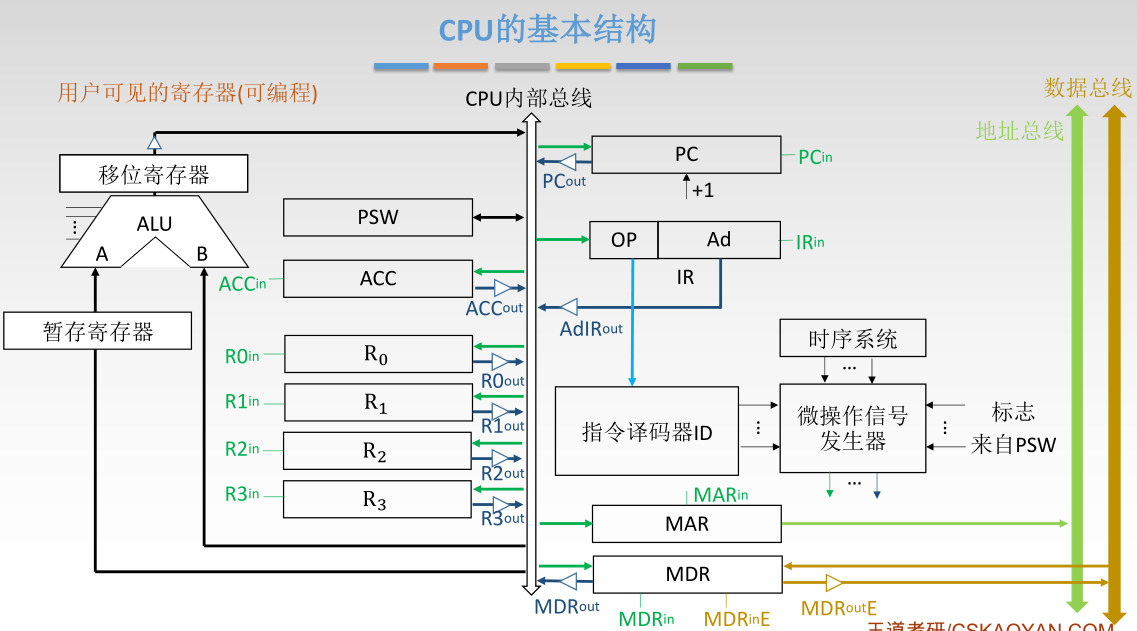 CPU的基本结构
用户可见的寄存器(可编程)
CPU内部总线
数据总线
地址总线
移位寄存器
ALU
A
B
暂存寄存器
PSW
ACC
ACCin
ACCout
R0
R0in
R0out
R1
R1in
R1out
R2
R2in
R2out
R3
R3in
R3out
PC
PCin
PCout
+1
OP
Ad
IR
IRin
AdIRout
时序系统
...
指令译码器ID
...
微操作信号
发生器
...
标志
来自PSW
...
MAR
MARin
MDR
MDRout
MDRin
MDRinE
MDRoutE
...
王道考研/CSKAOYAN.COM